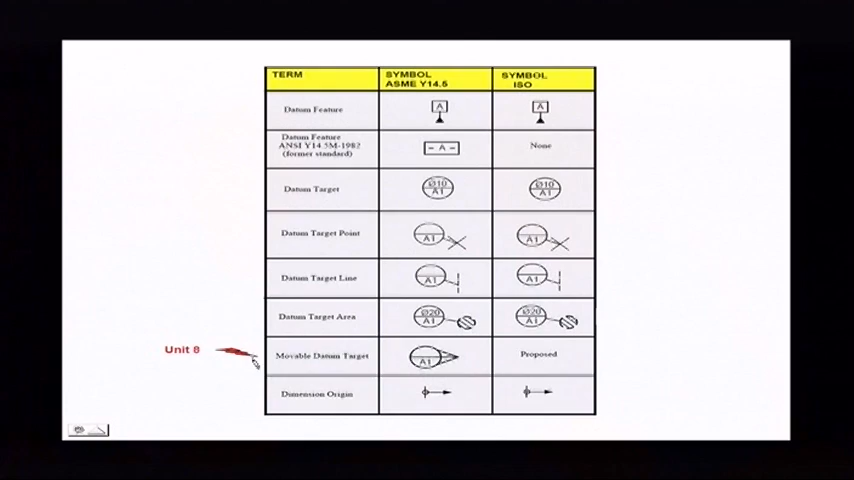 TERM
SYMBOL
ASME Y14.5
SYMBOL
ISO
Datum Feature
A
A
Datum Feature
ANSI Y14.5M-1982
(former standard)
- A -
None
Datum Target
Ø10
A1
Ø10
A1
Datum Target Point
A1
A1
Datum Target Line
A1
A1
Datum Target Area
Ø20
A1
Ø20
A1
Unit 8
Movable Datum Target
A1
Proposed
Dimension Origin